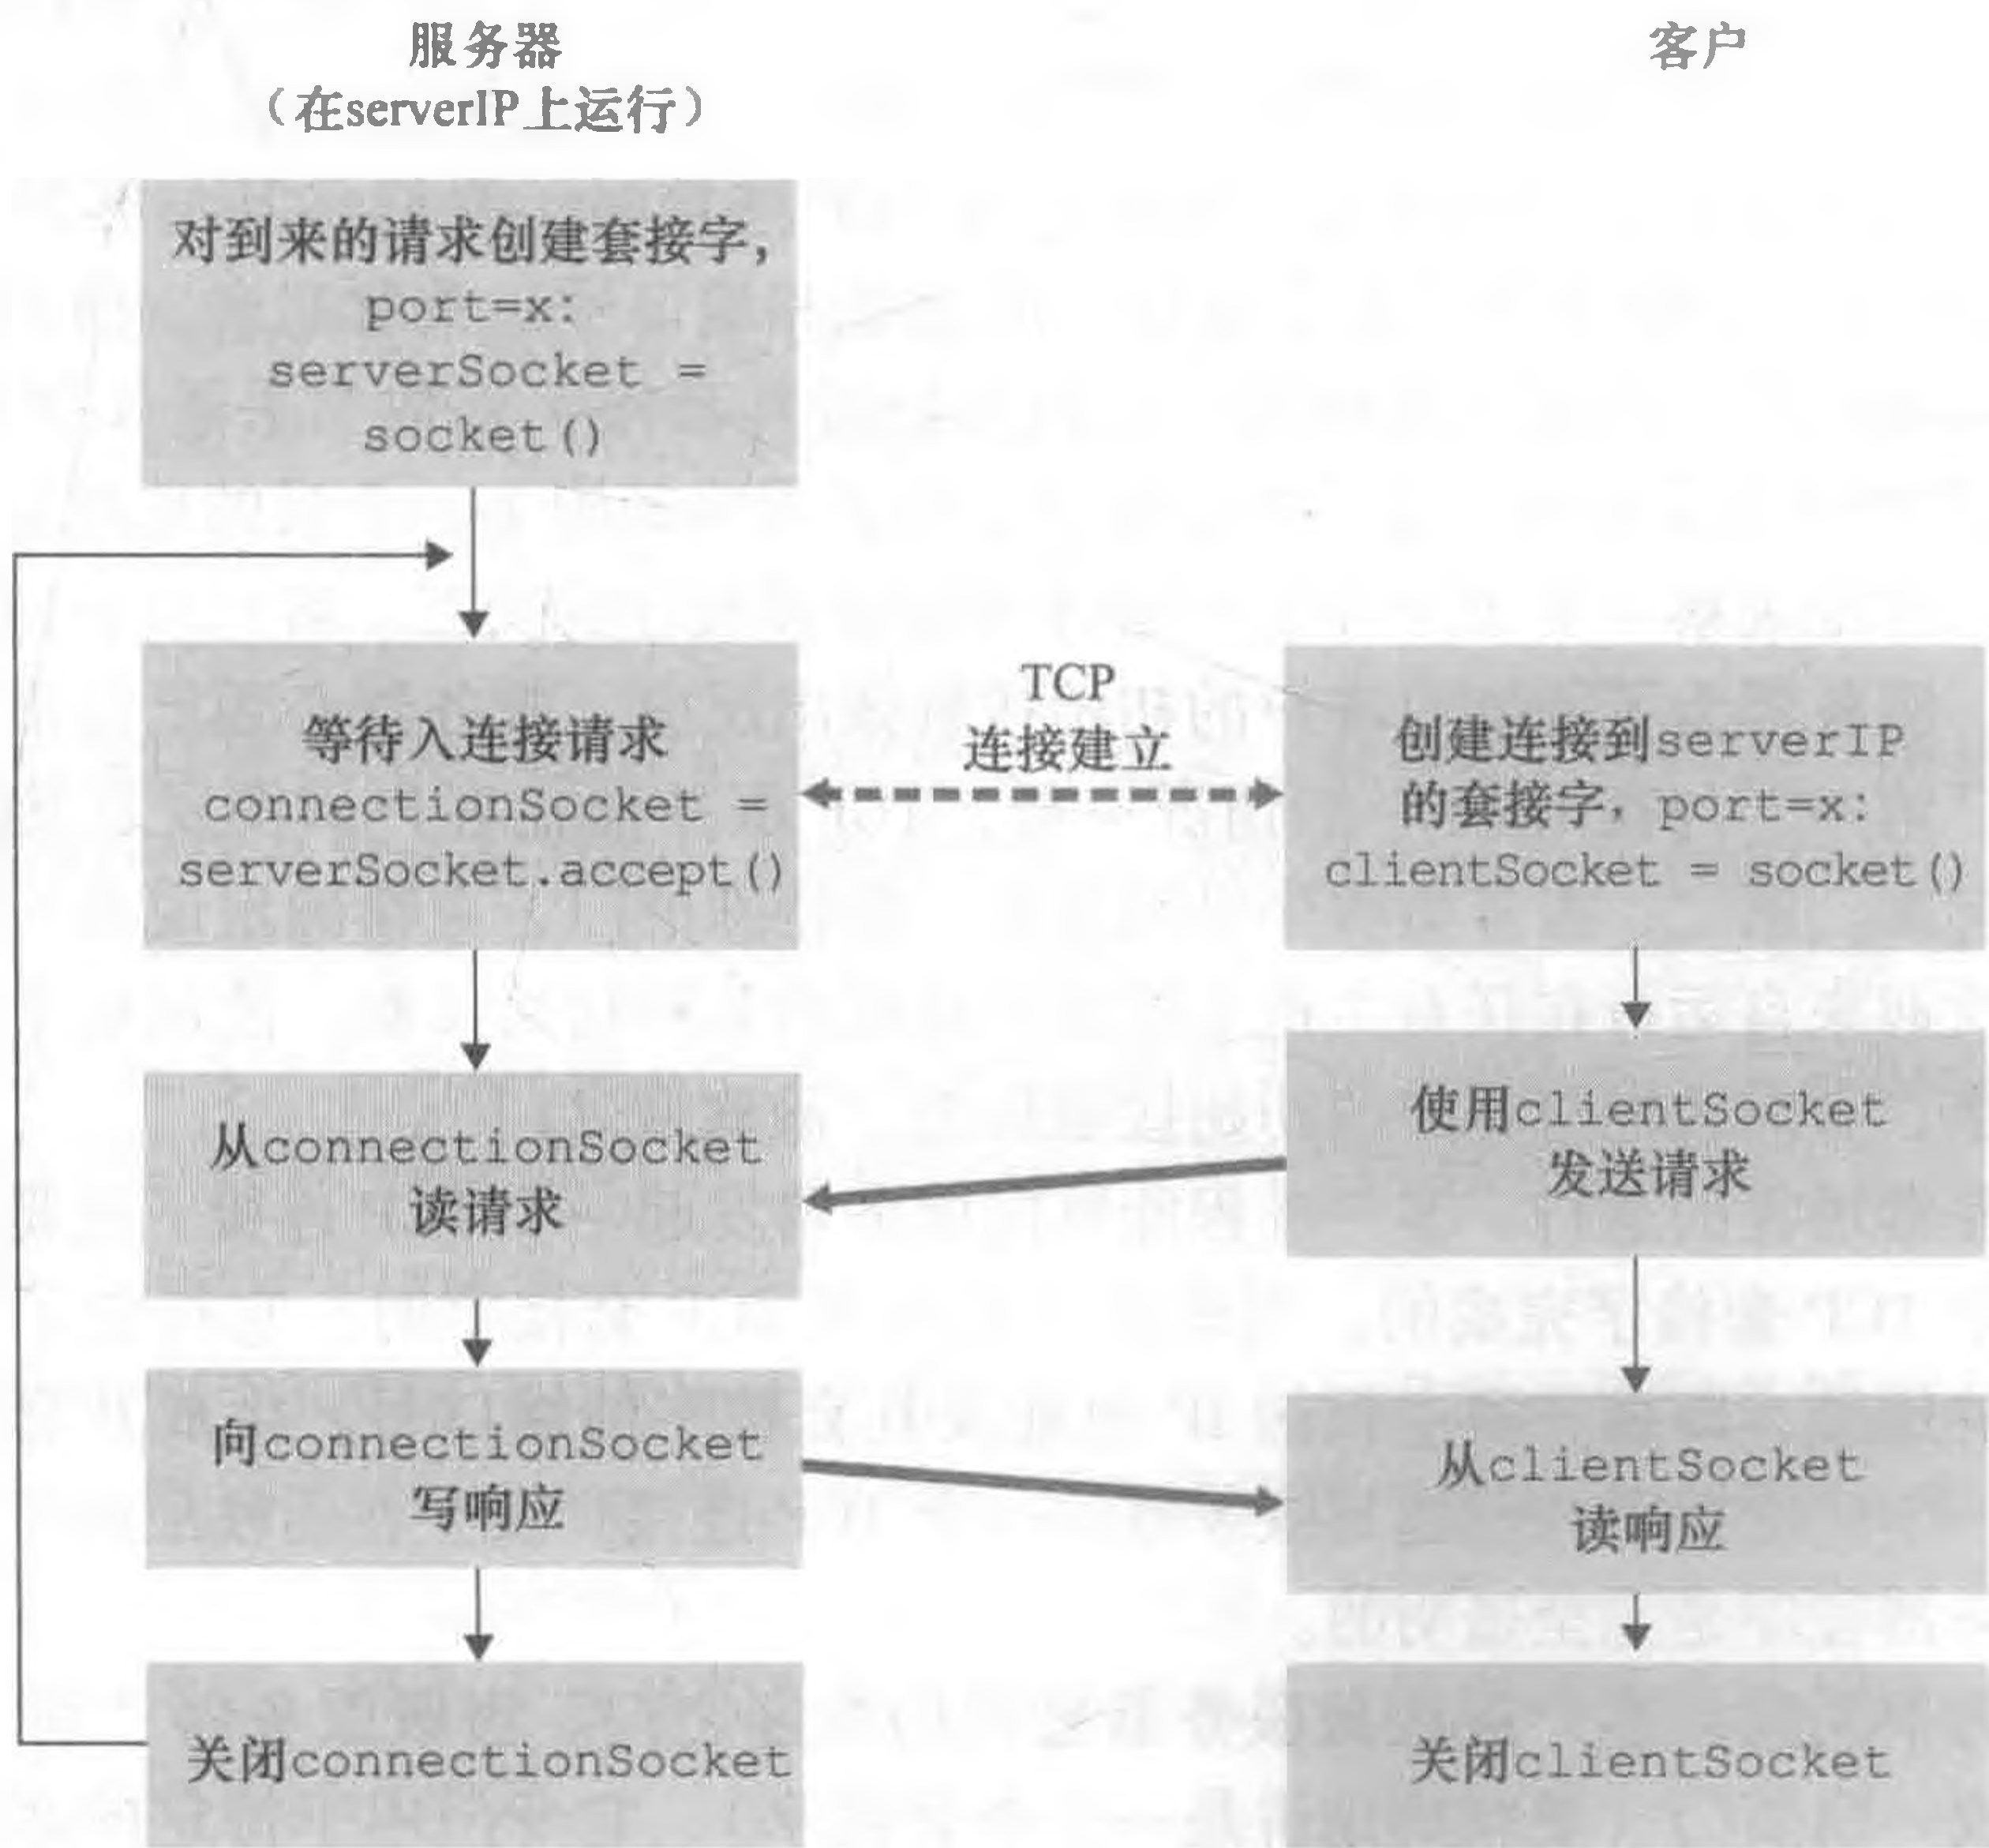 服务器
（在serverIP上运行）
客户
对到来的请求创建套接字，
port=x:
serverSocket =
socket()
等待入连接请求
connectionSocket =
serverSocket.accept()
TCP
连接建立
创建连接到serverIP
的套接字，port=x:
clientSocket = socket()
从connectionSocket
读请求
使用clientSocket
发送请求
向connectionSocket
写响应
从clientSocket
读响应
关闭connectionSocket
关闭clientSocket